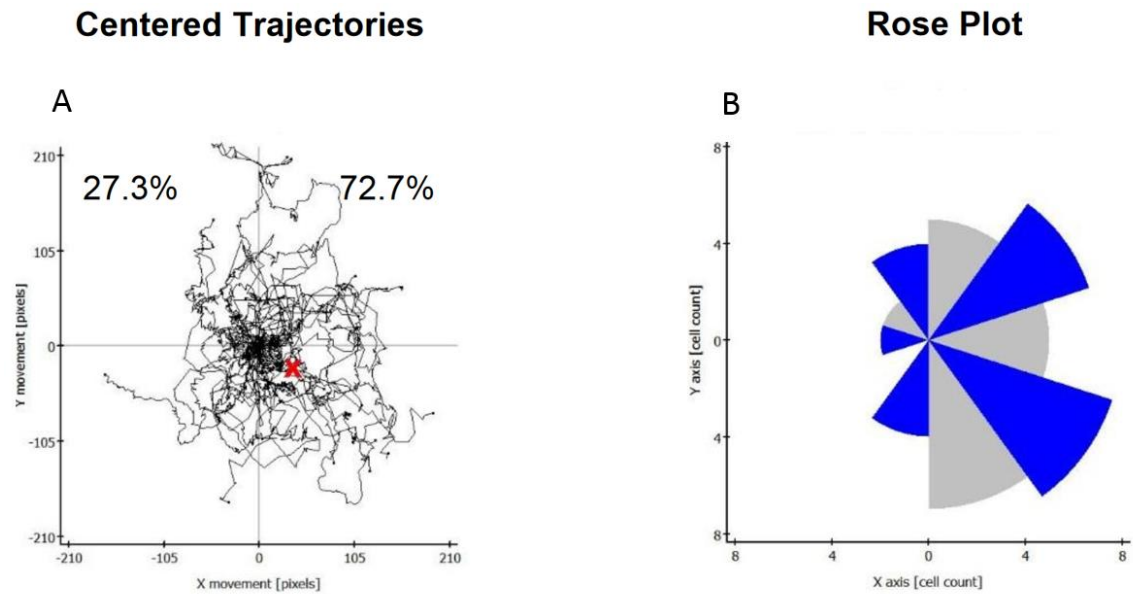 Centered Trajectories
Rose Plot
A
B
27.3%
72.7%
210
105
0
-105
-210
-210
-105
0
105
210
Y movement [pixels]
X movement [pixels]
X
8
4
0
4
8
8
4
0
4
8
Y axis [cell count]
X axis [cell count]